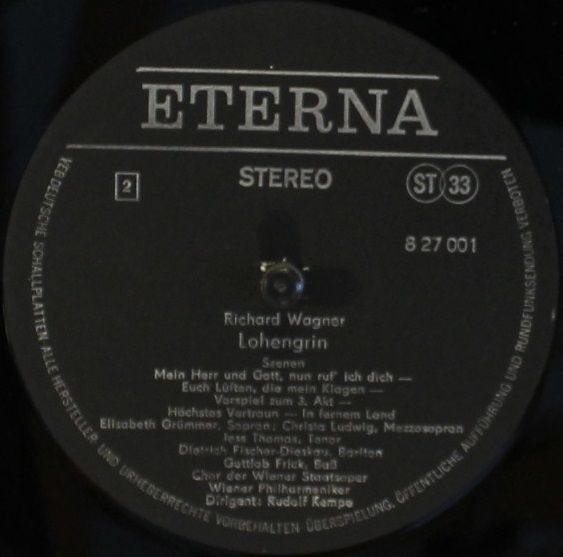 ETERNA
2
STEREO
ST 33
8 27 001
Richard Wagner
Lohengrin
Szenen
Mein Herr und Gott, nun ruf' ich dich —
Euch Lüften, die mein Klagen —
Vorspiel zum 3. Akt —
Höchstes Vertraun — In fernem Land
Elisabeth Grümmer, Sopran; Christa Ludwig, Mezzosopran
Jess Thomas, Tenor
Dietrich Fischer-Dieskau, Bariton
Gottlob Frick, Baß
Chor der Wiener Staatsoper
Wiener Philharmoniker
Dirigent: Rudolf Kempe
VEB DEUTSCHE SCHALLPLATTEN ALLE HERSTELLER- UND URHEBERRECHTE VORBEHALTEN ÜBERSPIELUNG, ÖFFENTLICHE AUFFÜHRUNG UND RUNDFUNKSENDUNG VERBOTEN